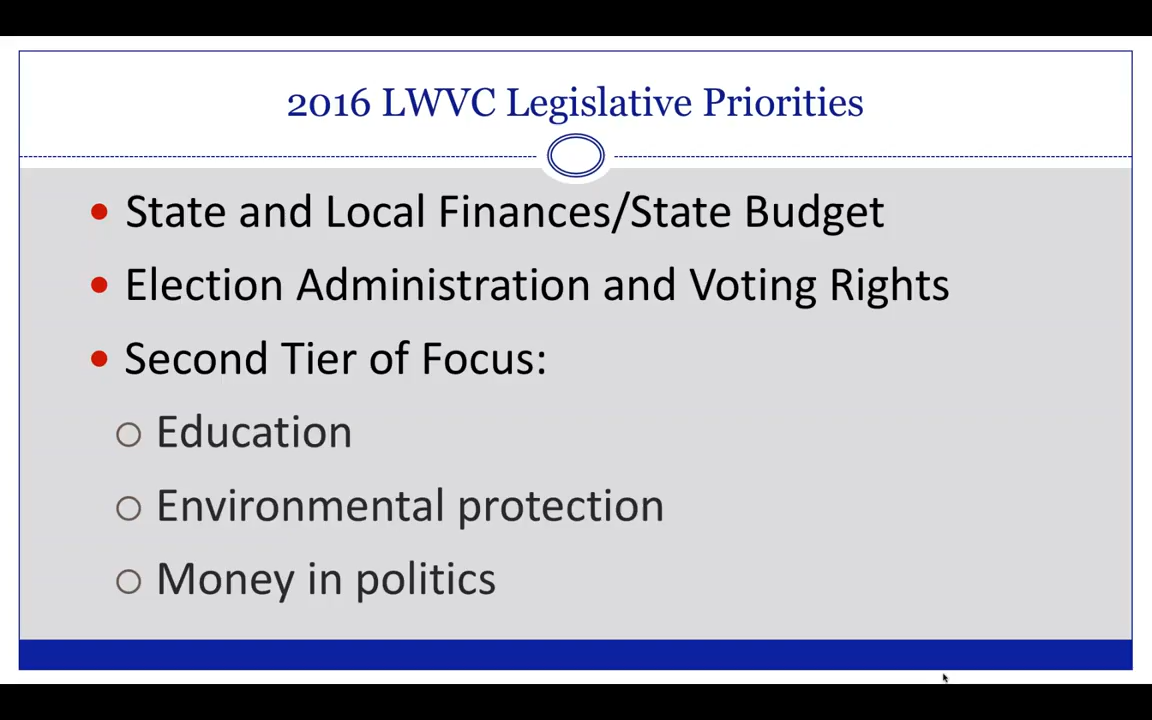 2016 LWVC Legislative Priorities
• State and Local Finances/State Budget
• Election Administration and Voting Rights
• Second Tier of Focus:
○ Education
○ Environmental protection
○ Money in politics